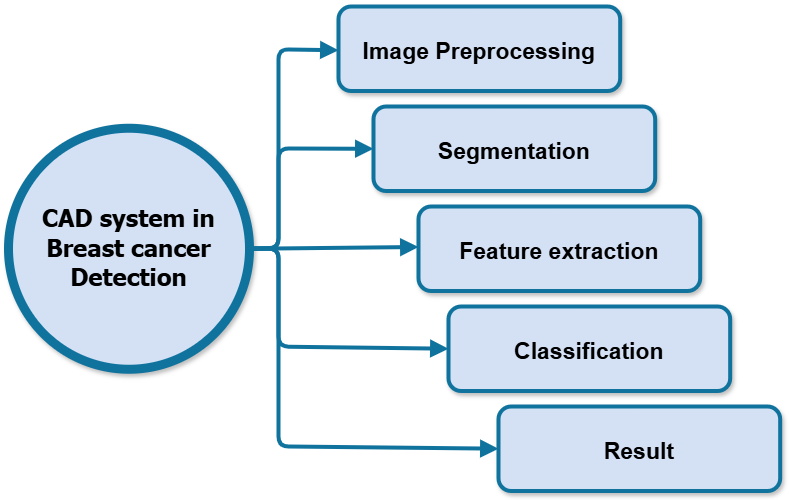 Image Preprocessing
Segmentation
CAD system in
Breast cancer
Detection
Feature extraction
Classification
Result